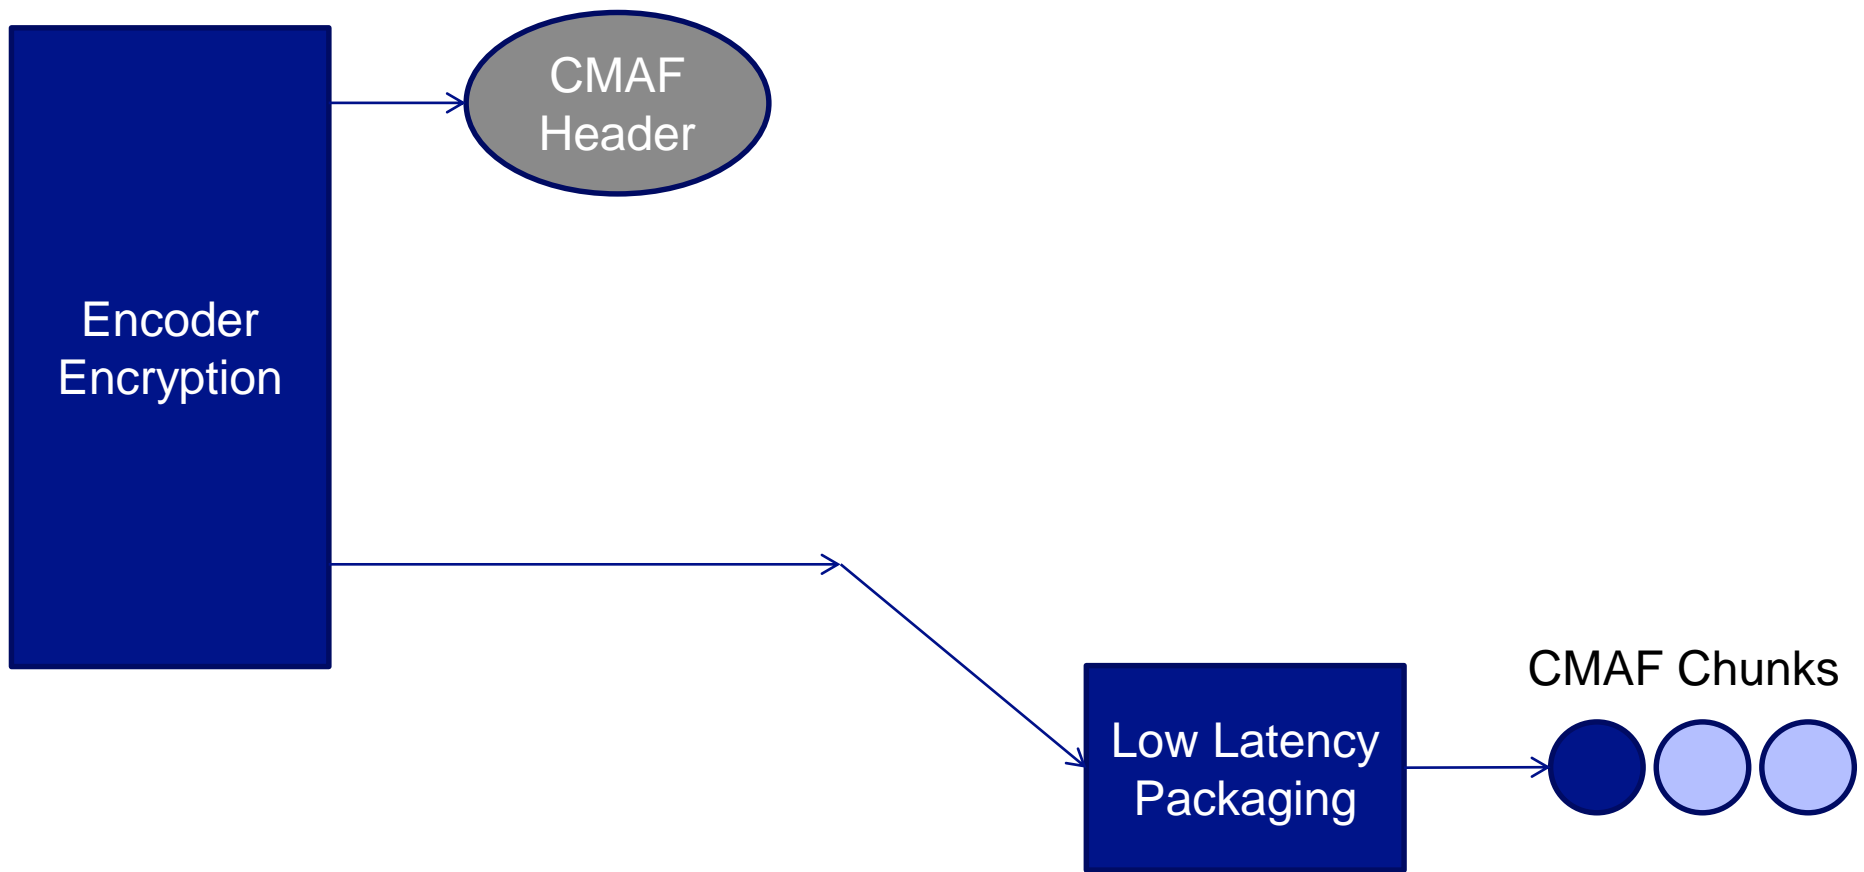 CMAF
Header
Encoder
Encryption
CMAF Chunks
Low Latency
Packaging